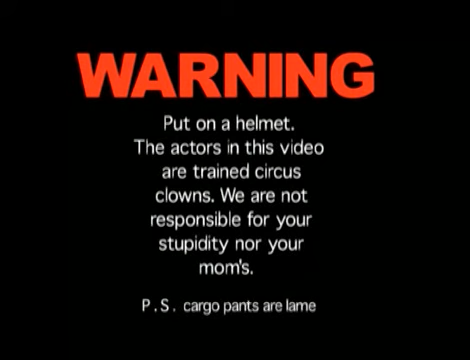 WARNING
Put on a helmet.
The actors in this video
are trained circus
clowns. We are not
responsible for your
stupidity nor your
mom's.
P.S. cargo pants are lame